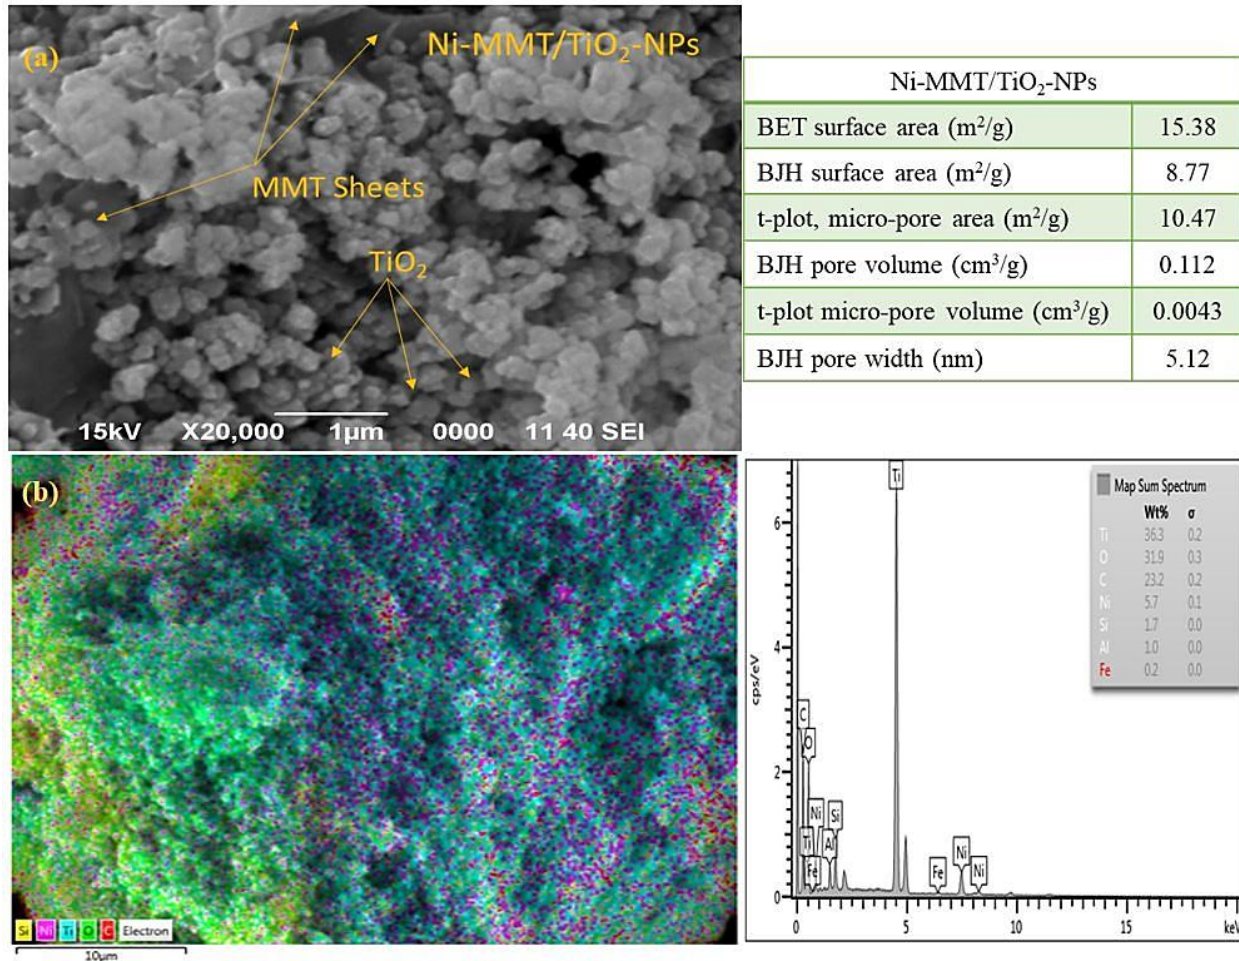 (a)
Ni-MMT/TiO₂-NPs
MMT Sheets
TiO₂
15kV X20,000 1µm 0000 11 40 SEI
Ni-MMT/TiO₂-NPs
BET surface area (m²/g) 15.38
BJH surface area (m²/g) 8.77
t-plot, micro-pore area (m²/g) 10.47
BJH pore volume (cm³/g) 0.112
t-plot micro-pore volume (cm³/g) 0.0043
BJH pore width (nm) 5.12
(b)
Si Ni Ti O C Electron
10µm
Map Sum Spectrum
Wt% σ
Ti 36.3 0.2
O 31.9 0.3
C 23.2 0.2
Ni 5.7 0.1
Si 1.7 0.0
Al 1.0 0.0
Fe 0.2 0.0
cps/eV
6
4
2
0
Ti
C
O
Ni
Si
Ti
Al
Fe
Fe
Ni
Ni
0 5 10 15 keV